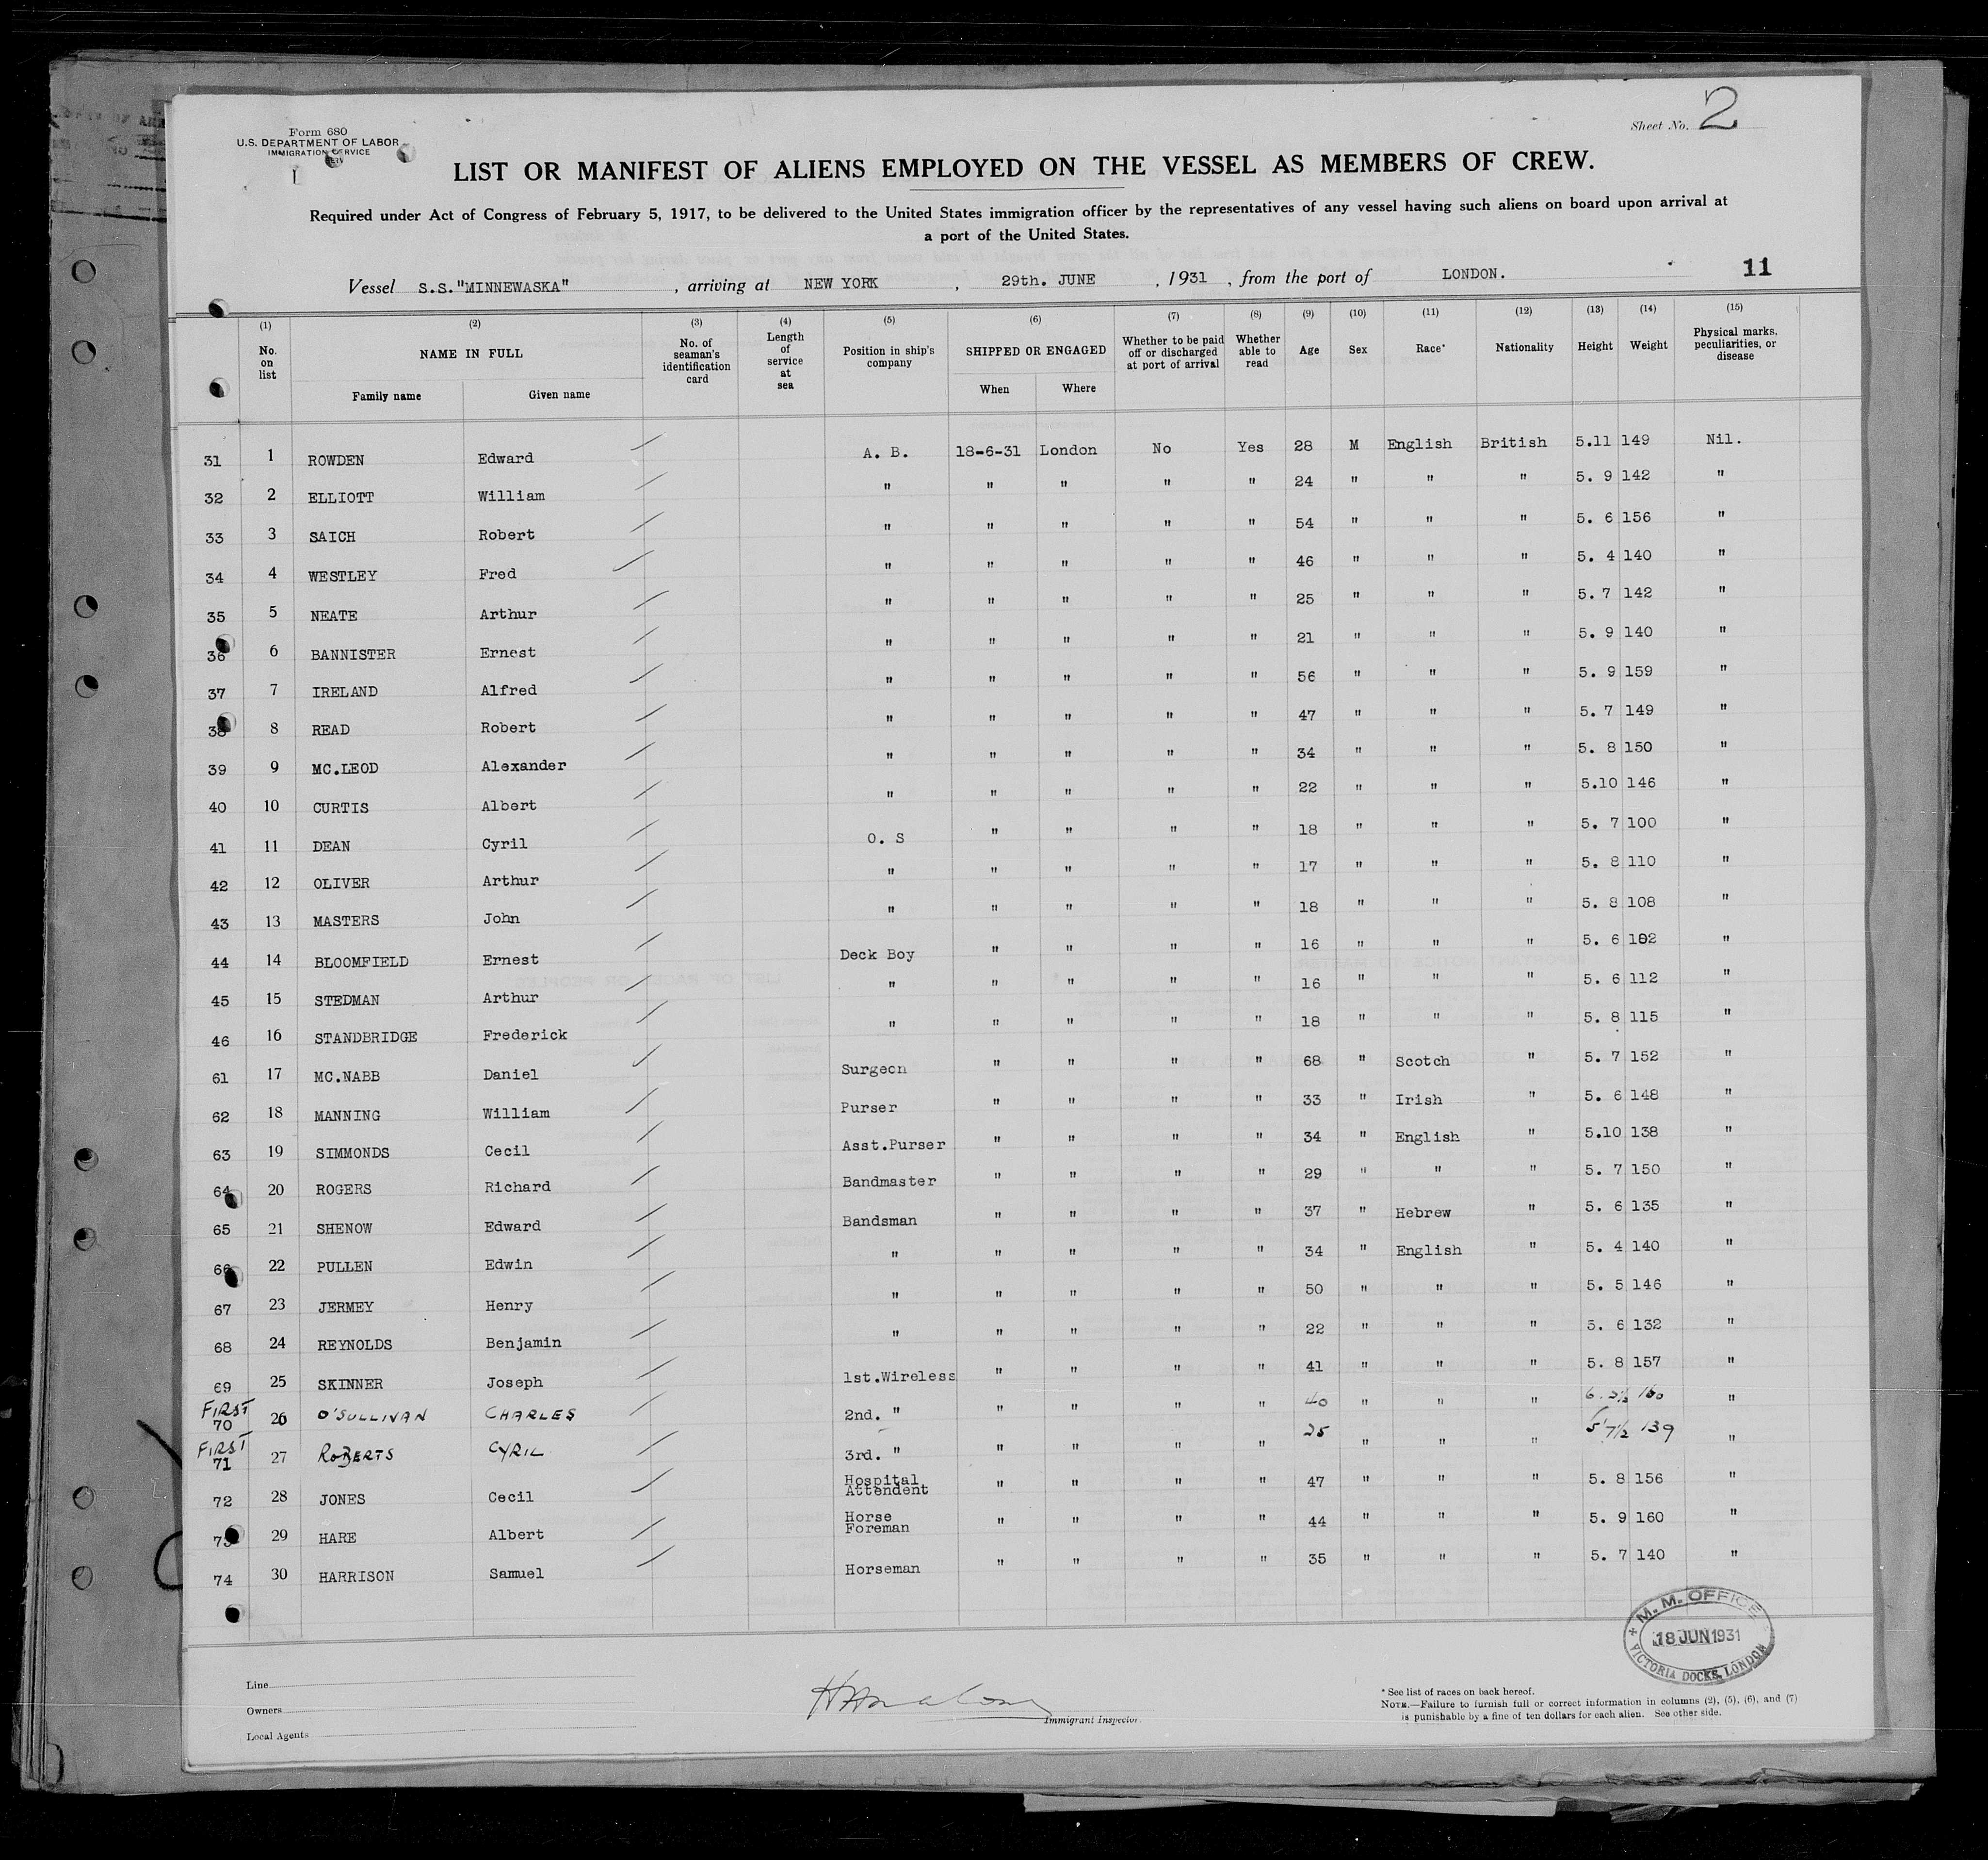 Form 680
U.S. DEPARTMENT OF LABOR
IMMIGRATION SERVICE
Sheet No. 2
LIST OR MANIFEST OF ALIENS EMPLOYED ON THE VESSEL AS MEMBERS OF CREW.
Required under Act of Congress of February 5, 1917, to be delivered to the United States immigration officer by the representatives of any vessel having such aliens on board upon arrival at
a port of the United States.
Vessel S.S."MINNEWASKA", arriving at NEW YORK, 29th. JUNE, 1931, from the port of LONDON. 11
(1) (2) (3) (4) (5) (6) (7) (8) (9) (10) (11) (12) (13) (14) (15)
No. on list NAME IN FULL Family name Given name No. of seaman's identification card Length of service at sea Position in ship's company SHIPPED OR ENGAGED When Where Whether to be paid off or discharged at port of arrival Whether able to read Age Sex Race* Nationality Height Weight Physical marks, peculiarities, or disease
31 1 ROWDEN Edward A. B. 18-6-31 London No Yes 28 M English British 5.11 149 Nil.
32 2 ELLIOTT William " " " " " 24 " " " 5. 9 142 "
33 3 SAICH Robert " " " " " 54 " " " 5. 6 156 "
34 4 WESTLEY Fred " " " " " 46 " " " 5. 4 140 "
35 5 NEATE Arthur " " " " " 25 " " " 5. 7 142 "
36 6 BANNISTER Ernest " " " " " 21 " " " 5. 9 140 "
37 7 IRELAND Alfred " " " " " 56 " " " 5. 9 159 "
38 8 READ Robert " " " " " 47 " " " 5. 7 149 "
39 9 MC.LEOD Alexander " " " " " 34 " " " 5. 8 150 "
40 10 CURTIS Albert " " " " " 22 " " " 5.10 146 "
41 11 DEAN Cyril O. S " " " " 18 " " " 5. 7 100 "
42 12 OLIVER Arthur " " " " " 17 " " " 5. 8 110 "
43 13 MASTERS John " " " " " 18 " " " 5. 8 108 "
44 14 BLOOMFIELD Ernest Deck Boy " " " " 16 " " " 5. 6 102 "
45 15 STEDMAN Arthur " " " " " 16 " " " 5. 6 112 "
46 16 STANDBRIDGE Frederick " " " " " 18 " " " 5. 8 115 "
61 17 MC.NABB Daniel Surgeon " " " " 68 " Scotch " 5. 7 152 "
62 18 MANNING William Purser " " " " 33 " Irish " 5. 6 148 "
63 19 SIMMONDS Cecil Asst.Purser " " " " 34 " English " 5.10 138 "
64 20 ROGERS Richard Bandmaster " " " " 29 " " " 5. 7 150 "
65 21 SHENOW Edward Bandsman " " " " 37 " Hebrew " 5. 6 135 "
66 22 PULLEN Edwin " " " " " 34 " English " 5. 4 140 "
67 23 JERMEY Henry " " " " " 50 " " " 5. 5 146 "
68 24 REYNOLDS Benjamin " " " " " 22 " " " 5. 6 132 "
69 25 SKINNER Joseph 1st.Wireless " " " " 41 " " " 5. 8 157 "
FIRST 70 26 O'SULLIVAN CHARLES 2nd. " " " " " 40 " " " "
FIRST 71 27 ROBERTS CYRIL 3rd. " " " " " 25 " " " 5'7½ 139 "
72 28 JONES Cecil Hospital Attendent " " " " 47 " " " 5. 8 156 "
73 29 HARE Albert Horse Foreman " " " " 44 " " " 5. 9 160 "
74 30 HARRISON Samuel Horseman " " " " 35 " " " 5. 7 140 "
M. M. OFFICE
18 JUN 1931
VICTORIA DOCKS, LONDON
Line
Owners
Local Agents
Immigrant Inspector.
* See list of races on back hereof.
NOTE.—Failure to furnish full or correct information in columns (2), (5), (6), and (7)
is punishable by a fine of ten dollars for each alien. See other side.